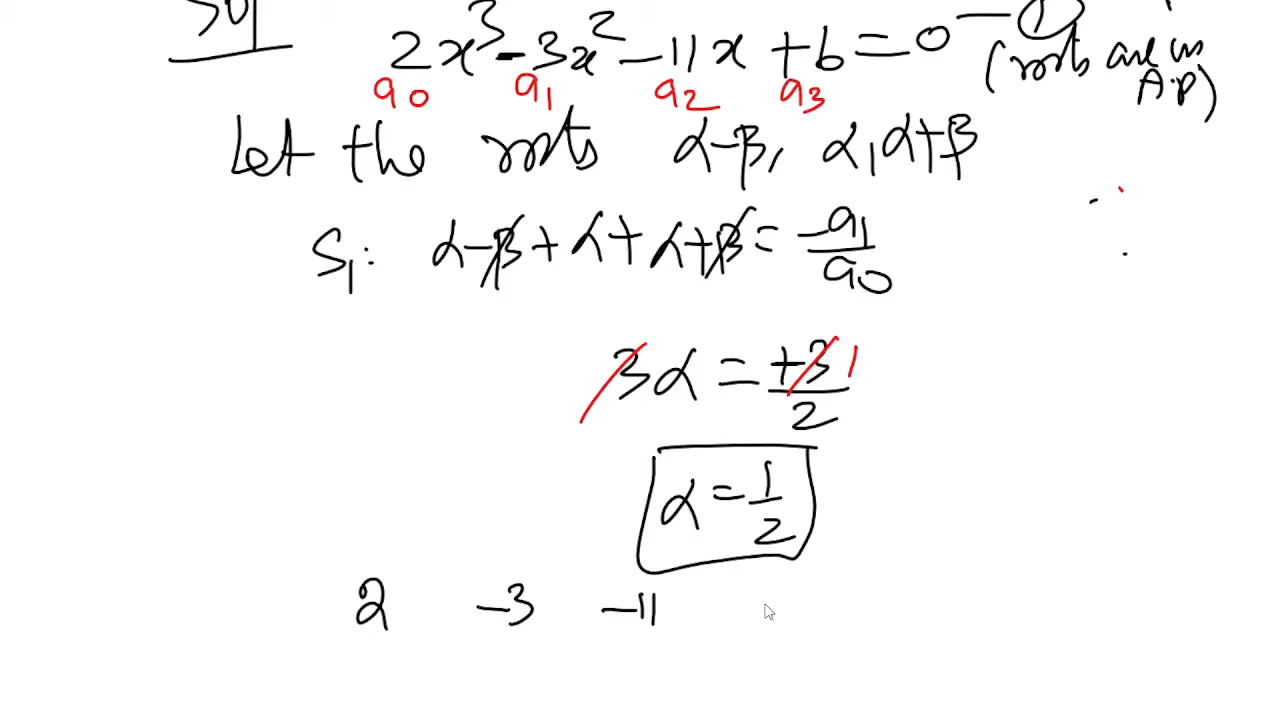 Sol
2x³ - 3x² - 11x + 6 = 0 — ①
(roots are in A.P)
a0 a1 a2 a3
Let the roots α-β, α, α+β
S₁: α-β + α + α+β = -a1/a0
3α = +3/2 1
α = 1/2
2 -3 -11